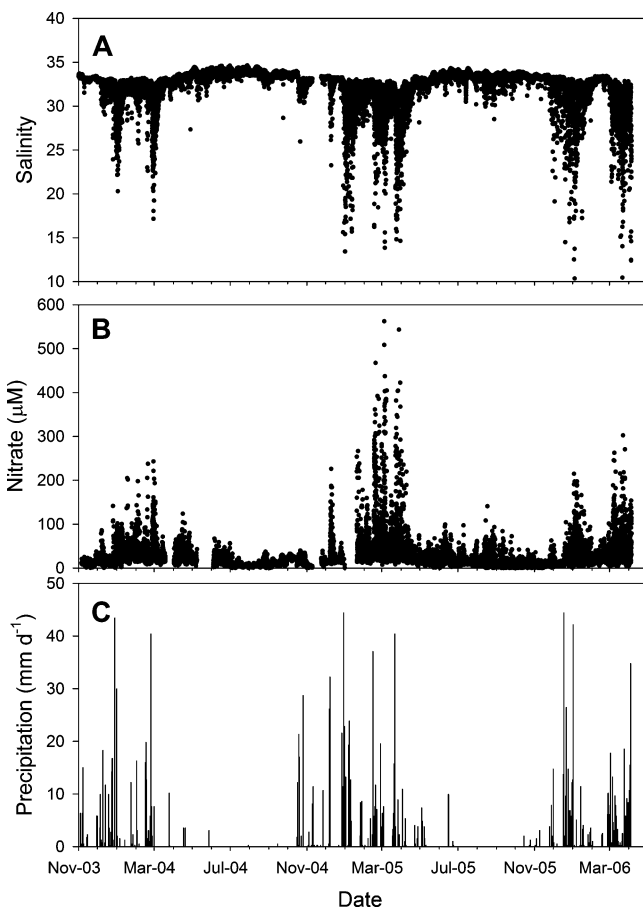 A
Salinity
40
35
30
25
20
15
10
B
Nitrate (μM)
600
500
400
300
200
100
0
C
Precipitation (mm d⁻¹)
50
40
30
20
10
0
Nov-03 Mar-04 Jul-04 Nov-04 Mar-05 Jul-05 Nov-05 Mar-06
Date